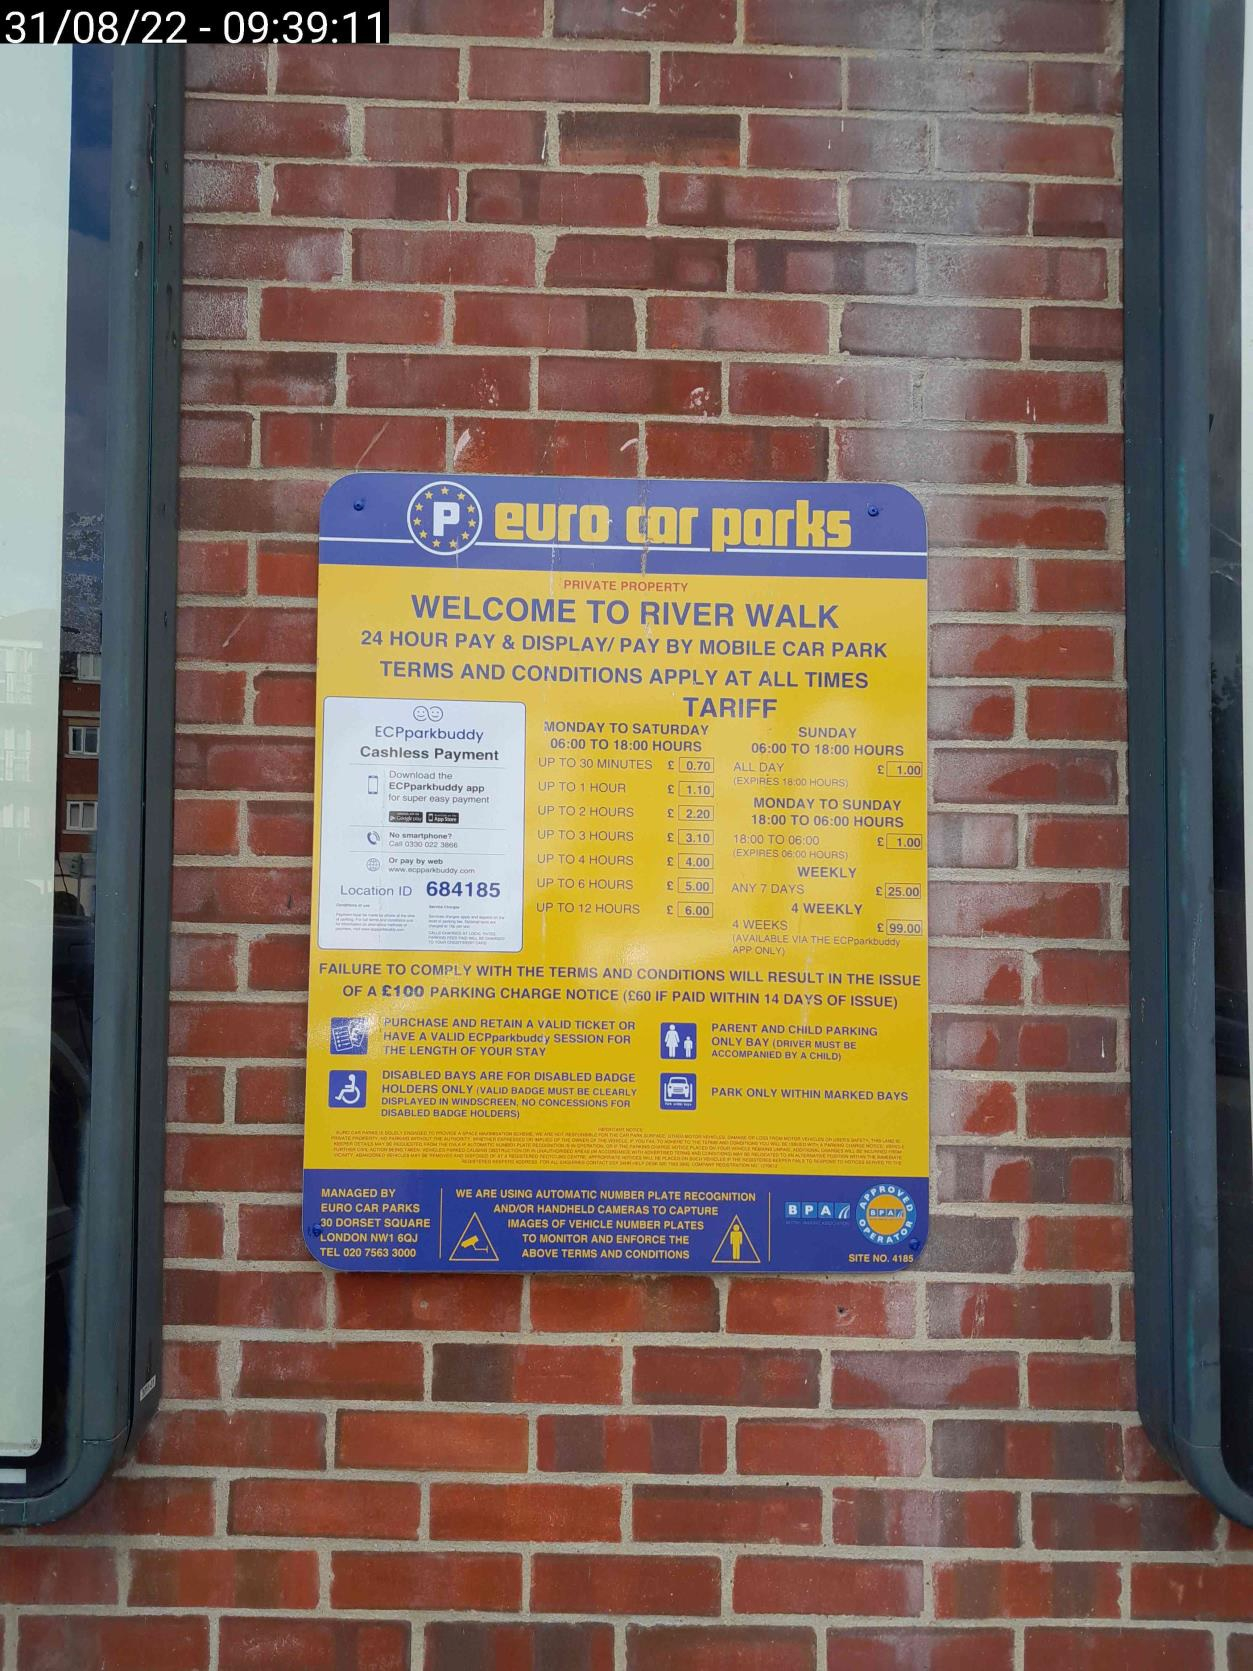 31/08/22 - 09:39:11
P euro car parks
PRIVATE PROPERTY
WELCOME TO RIVER WALK
24 HOUR PAY & DISPLAY/ PAY BY MOBILE CAR PARK
TERMS AND CONDITIONS APPLY AT ALL TIMES
TARIFF
ECPparkbuddy
Cashless Payment
Download the
ECPparkbuddy app
for super easy payment
Google play
App Store
No smartphone?
Call 0330 022 3866
Or pay by web
www.ecpparkbuddy.com
Location ID 684185
Conditions of use
Service Charges
MONDAY TO SATURDAY
06:00 TO 18:00 HOURS
UP TO 30 MINUTES £ 0.70
UP TO 1 HOUR £ 1.10
UP TO 2 HOURS £ 2.20
UP TO 3 HOURS £ 3.10
UP TO 4 HOURS £ 4.00
UP TO 6 HOURS £ 5.00
UP TO 12 HOURS £ 6.00
SUNDAY
06:00 TO 18:00 HOURS
ALL DAY £ 1.00
(EXPIRES 18:00 HOURS)
MONDAY TO SUNDAY
18:00 TO 06:00 HOURS
18:00 TO 06:00 £ 1.00
(EXPIRES 06:00 HOURS)
WEEKLY
ANY 7 DAYS £ 25.00
4 WEEKLY
4 WEEKS £ 99.00
(AVAILABLE VIA THE ECPparkbuddy
APP ONLY)
FAILURE TO COMPLY WITH THE TERMS AND CONDITIONS WILL RESULT IN THE ISSUE
OF A £100 PARKING CHARGE NOTICE (£60 IF PAID WITHIN 14 DAYS OF ISSUE)
PURCHASE AND RETAIN A VALID TICKET OR
HAVE A VALID ECPparkbuddy SESSION FOR
THE LENGTH OF YOUR STAY
PARENT AND CHILD PARKING
ONLY BAY (DRIVER MUST BE
ACCOMPANIED BY A CHILD)
DISABLED BAYS ARE FOR DISABLED BADGE
HOLDERS ONLY (VALID BADGE MUST BE CLEARLY
DISPLAYED IN WINDSCREEN, NO CONCESSIONS FOR
DISABLED BADGE HOLDERS)
PARK ONLY WITHIN MARKED BAYS
IMPORTANT NOTICE
MANAGED BY
EURO CAR PARKS
30 DORSET SQUARE
LONDON NW1 6QJ
TEL 020 7563 3000
WE ARE USING AUTOMATIC NUMBER PLATE RECOGNITION
AND/OR HANDHELD CAMERAS TO CAPTURE
IMAGES OF VEHICLE NUMBER PLATES
TO MONITOR AND ENFORCE THE
ABOVE TERMS AND CONDITIONS
BPA
BRITISH PARKING ASSOCIATION
APPROVED
BPA
OPERATOR
SITE NO. 4185